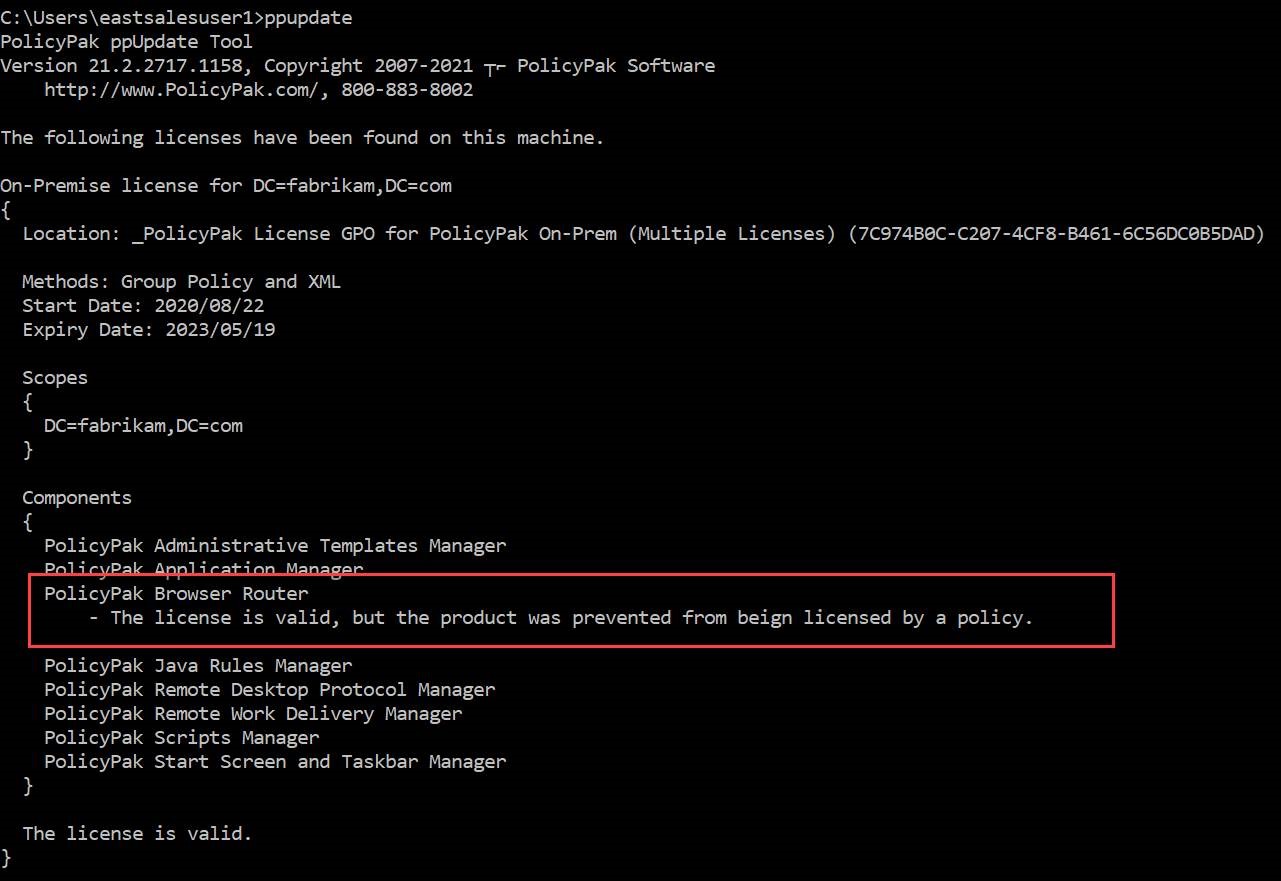 C:\Users\eastsalesuser1>ppupdate
PolicyPak ppUpdate Tool
Version 21.2.2717.1158, Copyright 2007-2021 ┬⌐ PolicyPak Software
http://www.PolicyPak.com/, 800-883-8002
The following licenses have been found on this machine.
On-Premise license for DC=fabrikam,DC=com
{
Location: _PolicyPak License GPO for PolicyPak On-Prem (Multiple Licenses) (7C974B0C-C207-4CF8-B461-6C56DC0B5DAD)
Methods: Group Policy and XML
Start Date: 2020/08/22
Expiry Date: 2023/05/19
Scopes
{
DC=fabrikam,DC=com
}
Components
{
PolicyPak Administrative Templates Manager
PolicyPak Application Manager
PolicyPak Browser Router
- The license is valid, but the product was prevented from beign licensed by a policy.
PolicyPak Java Rules Manager
PolicyPak Remote Desktop Protocol Manager
PolicyPak Remote Work Delivery Manager
PolicyPak Scripts Manager
PolicyPak Start Screen and Taskbar Manager
}
The license is valid.
}